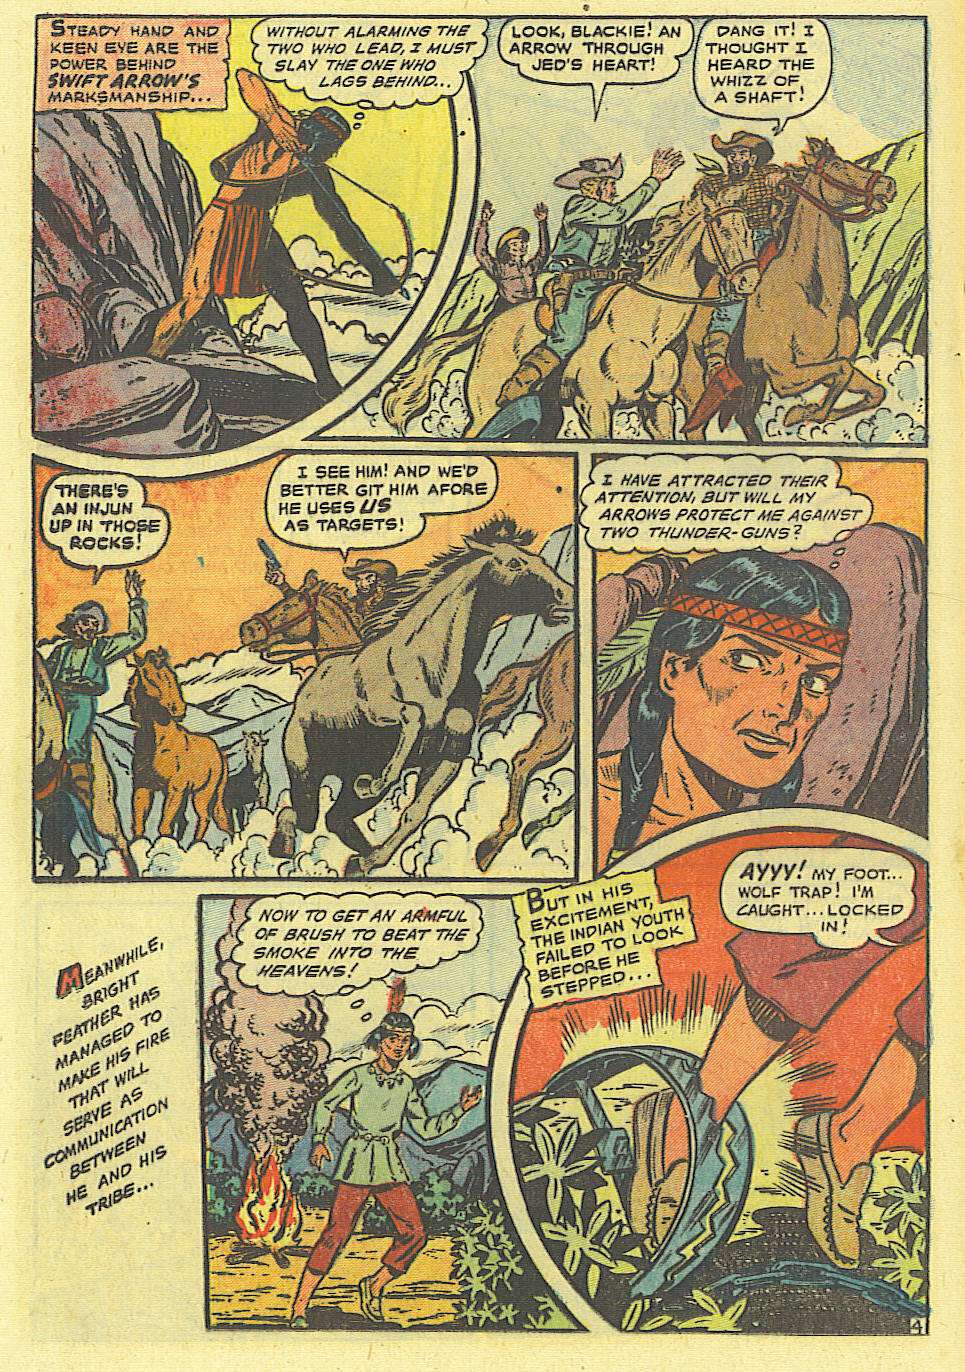 STEADY HAND AND
KEEN EYE ARE THE
POWER BEHIND
SWIFT ARROW'S
MARKSMANSHIP...
WITHOUT ALARMING THE
TWO WHO LEAD, I MUST
SLAY THE ONE WHO
LAGS BEHIND...
LOOK, BLACKIE! AN
ARROW THROUGH
JED'S HEART!
DANG IT! I
THOUGHT I
HEARD THE
WHIZZ OF
A SHAFT!
THERE'S
AN INJUN
UP IN THOSE
ROCKS!
I SEE HIM! AND WE'D
BETTER GIT HIM AFORE
HE USES US
AS TARGETS!
I HAVE ATTRACTED THEIR
ATTENTION, BUT WILL MY
ARROWS PROTECT ME AGAINST
TWO THUNDER-GUNS?
MEANWHILE,
BRIGHT
FEATHER HAS
MANAGED TO
MAKE HIS FIRE
THAT WILL
SERVE AS
COMMUNICATION
BETWEEN
HE AND HIS
TRIBE...
NOW TO GET AN ARMFUL
OF BRUSH TO BEAT THE
SMOKE INTO THE
HEAVENS!
BUT IN HIS
EXCITEMENT,
THE INDIAN YOUTH
FAILED TO LOOK
BEFORE HE
STEPPED...
AYYY! MY FOOT...
WOLF TRAP! I'M
CAUGHT...LOCKED
IN!
4